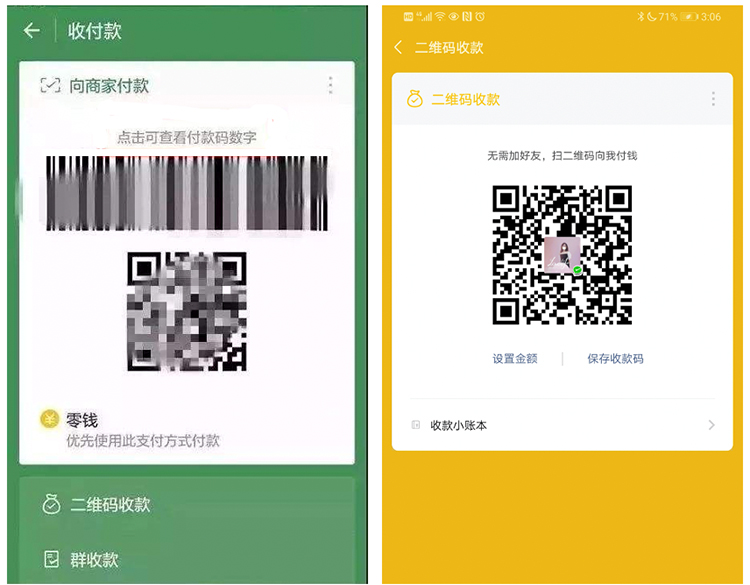 收付款
向商家付款
点击可查看付款码数字
零钱
优先使用此支付方式付款
二维码收款
群收款
71% 3:06
二维码收款
二维码收款
无需加好友，扫二维码向我付钱
设置金额 | 保存收款码
收款小账本